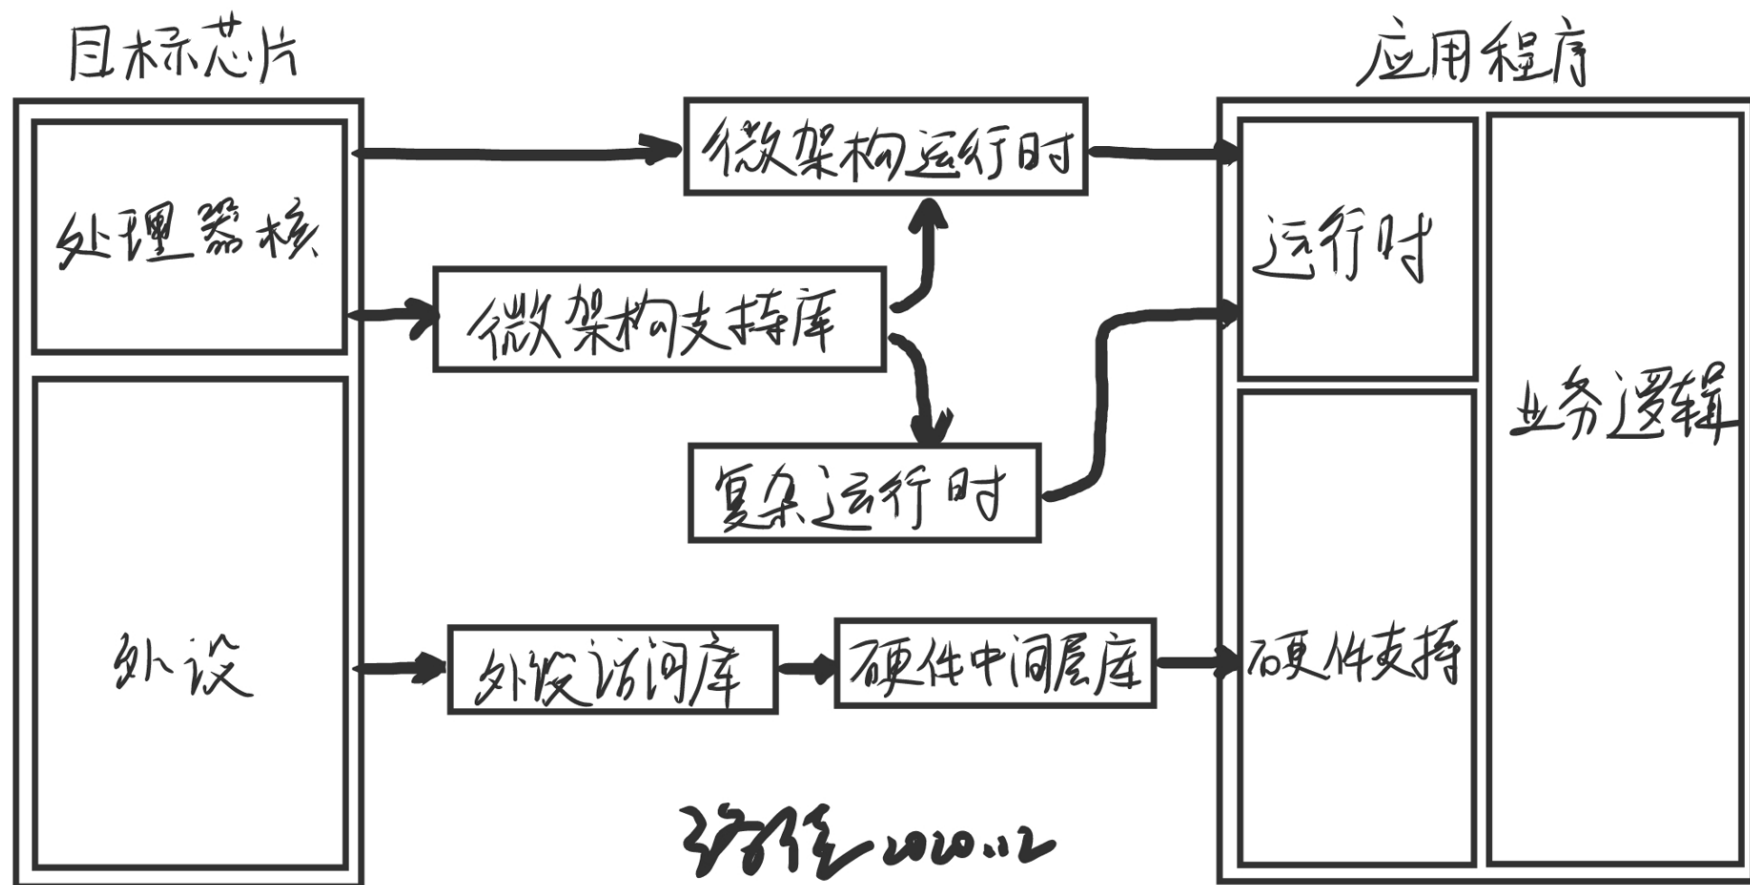 目标芯片
应用程序
处理器核
微架构运行时
运行时
微架构支持库
业务逻辑
复杂运行时
外设
外设访问库
硬件中间层库
硬件支持
2020.12